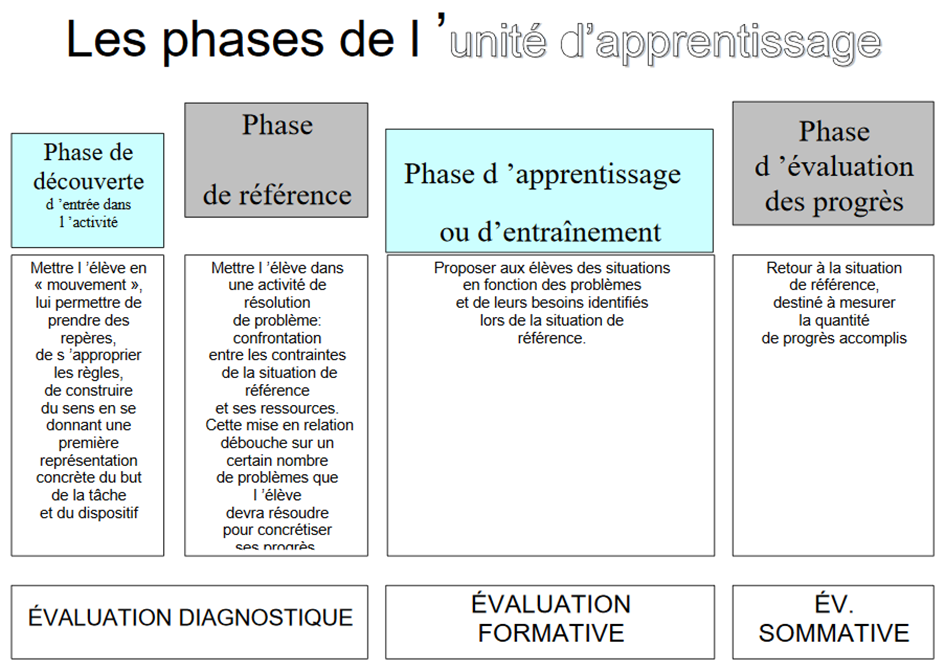 Les phases de l ’unité d’apprentissage
Phase de
découverte
d ’entrée dans
l ’activité
Phase
de référence
Phase d ’apprentissage
ou d’entraînement
Phase
d ’évaluation
des progrès
Mettre l ’élève en
« mouvement »,
lui permettre de
prendre des
repères,
de s ’approprier
les règles,
de construire
du sens en se
donnant une
première
représentation
concrète du but
de la tâche
et du dispositif
Mettre l ’élève dans
une activité de
résolution
de problème:
confrontation
entre les contraintes
de la situation de
référence
et ses ressources.
Cette mise en relation
débouche sur un
certain nombre
de problèmes que
l ’élève
devra résoudre
pour concrétiser
ses progrès
Proposer aux élèves des situations
en fonction des problèmes
et de leurs besoins identifiés
lors de la situation de
référence.
Retour à la situation
de référence,
destiné à mesurer
la quantité
de progrès accomplis
ÉVALUATION DIAGNOSTIQUE
ÉVALUATION
FORMATIVE
ÉV.
SOMMATIVE